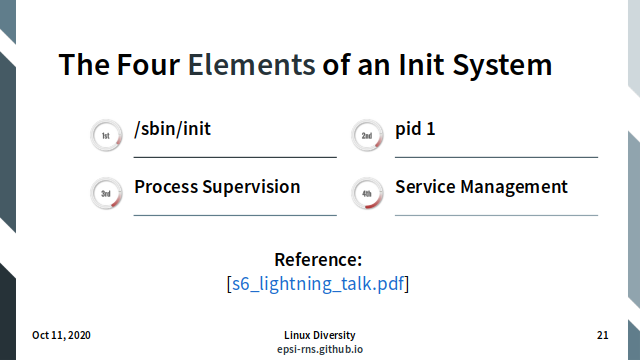 The Four Elements of an Init System
1st
/sbin/init
2nd
pid 1
3rd
Process Supervision
4th
Service Management
Reference:
[s6_lightning_talk.pdf]
Oct 11, 2020
Linux Diversity
21
epsi-rns.github.io